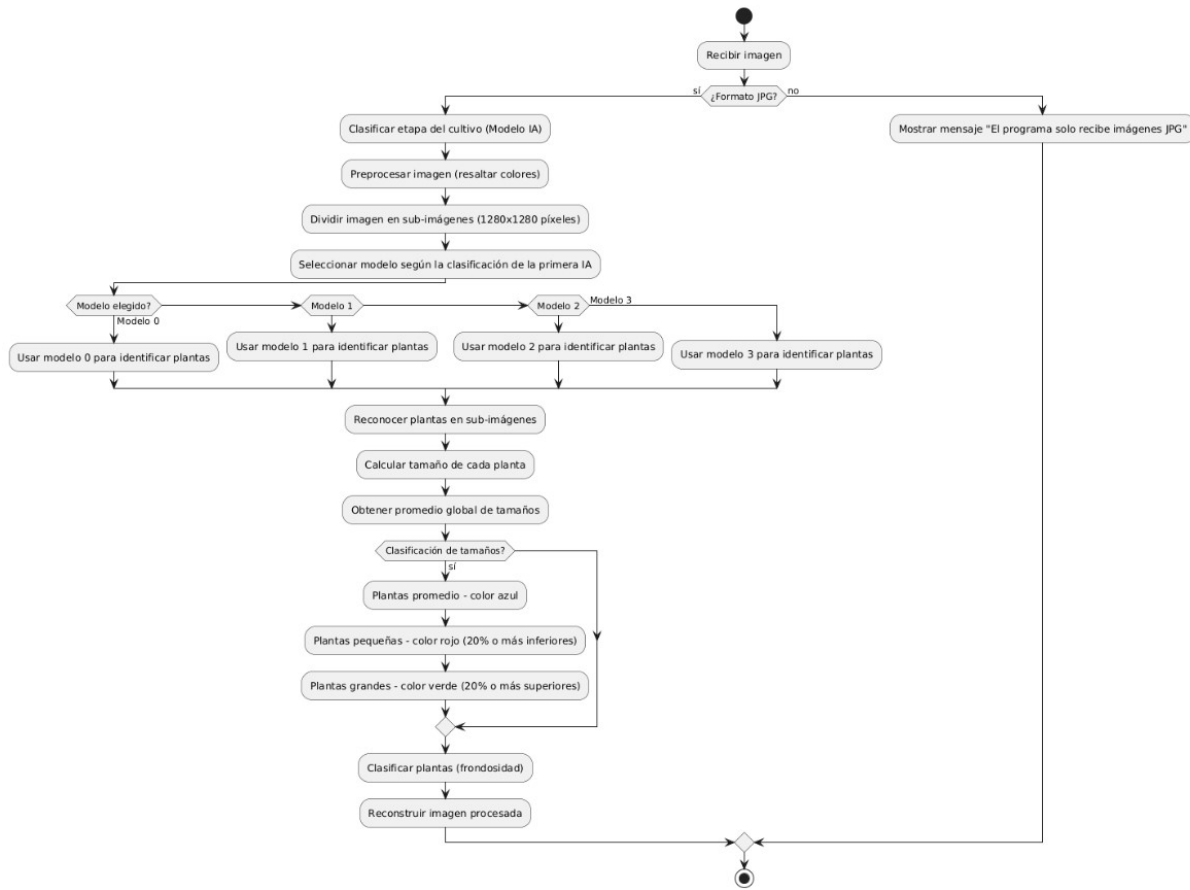 Recibir imagen
sí
¿Formato JPG?
no
Clasificar etapa del cultivo (Modelo IA)
Mostrar mensaje "El programa solo recibe imágenes JPG"
Preprocesar imagen (resaltar colores)
Dividir imagen en sub-imágenes (1280x1280 píxeles)
Seleccionar modelo según la clasificación de la primera IA
Modelo elegido?
Modelo 0
Modelo 1
Modelo 2
Modelo 3
Usar modelo 0 para identificar plantas
Usar modelo 1 para identificar plantas
Usar modelo 2 para identificar plantas
Usar modelo 3 para identificar plantas
Reconocer plantas en sub-imágenes
Calcular tamaño de cada planta
Obtener promedio global de tamaños
Clasificación de tamaños?
sí
Plantas promedio - color azul
Plantas pequeñas - color rojo (20% o más inferiores)
Plantas grandes - color verde (20% o más superiores)
Clasificar plantas (frondosidad)
Reconstruir imagen procesada